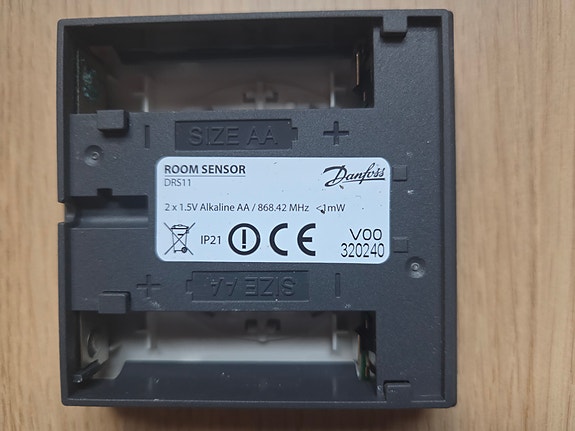 SIZE AA
ROOM SENSOR
Danfoss
DRS11
2 x 1.5V Alkaline AA / 868.42 MHz <1mW
IP21
CE
V00
320240
SIZE AA